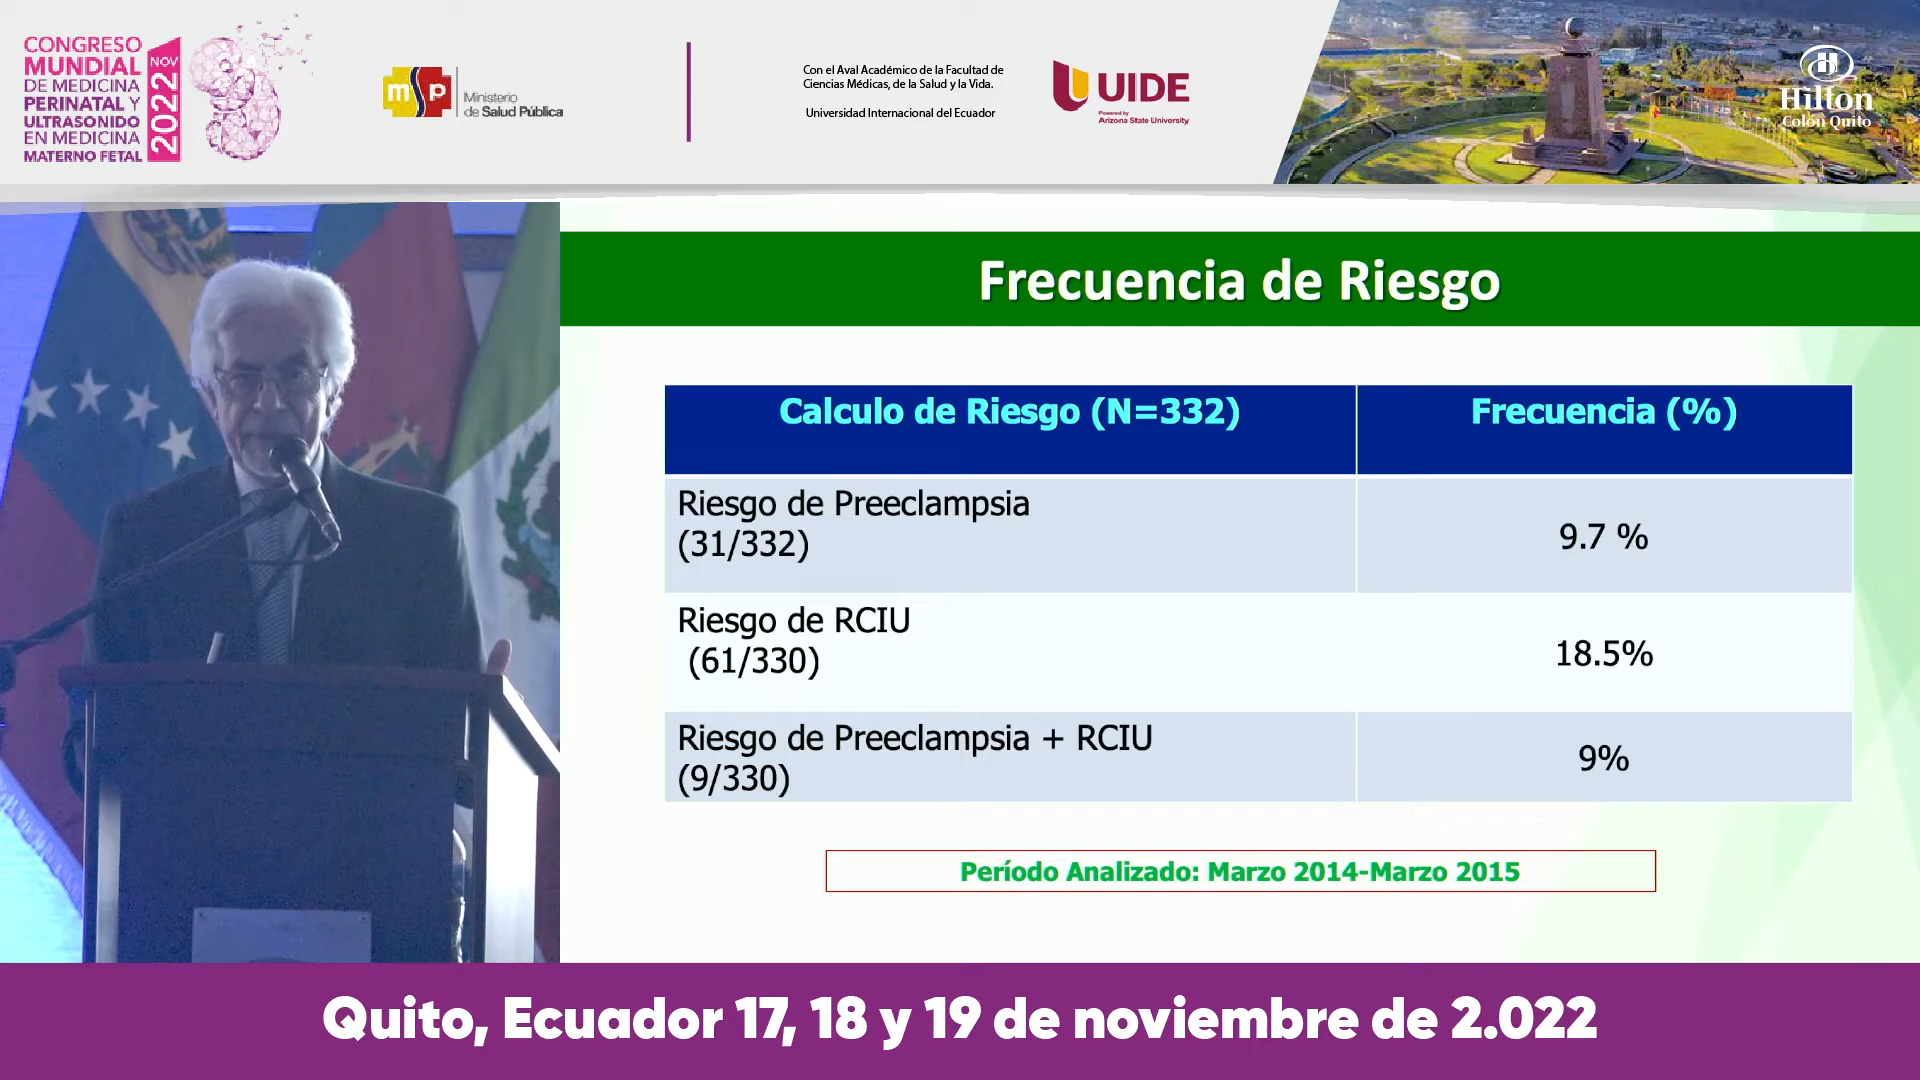 CONGRESO
MUNDIAL
DE MEDICINA
PERINATAL Y
ULTRASONIDO
EN MEDICINA
MATERNO FETAL
NOV
2022
msp
Ministerio
de Salud Pública
Con el Aval Académico de la Facultad de
Ciencias Médicas, de la Salud y la Vida.
Universidad Internacional del Ecuador
UIDE
Powered by
Arizona State University
H
Hilton
Colón Quito
Frecuencia de Riesgo
Calculo de Riesgo (N=332)
Frecuencia (%)
Riesgo de Preeclampsia
(31/332)
9.7 %
Riesgo de RCIU
(61/330)
18.5%
Riesgo de Preeclampsia + RCIU
(9/330)
9%
Período Analizado: Marzo 2014-Marzo 2015
Quito, Ecuador 17, 18 y 19 de noviembre de 2.022